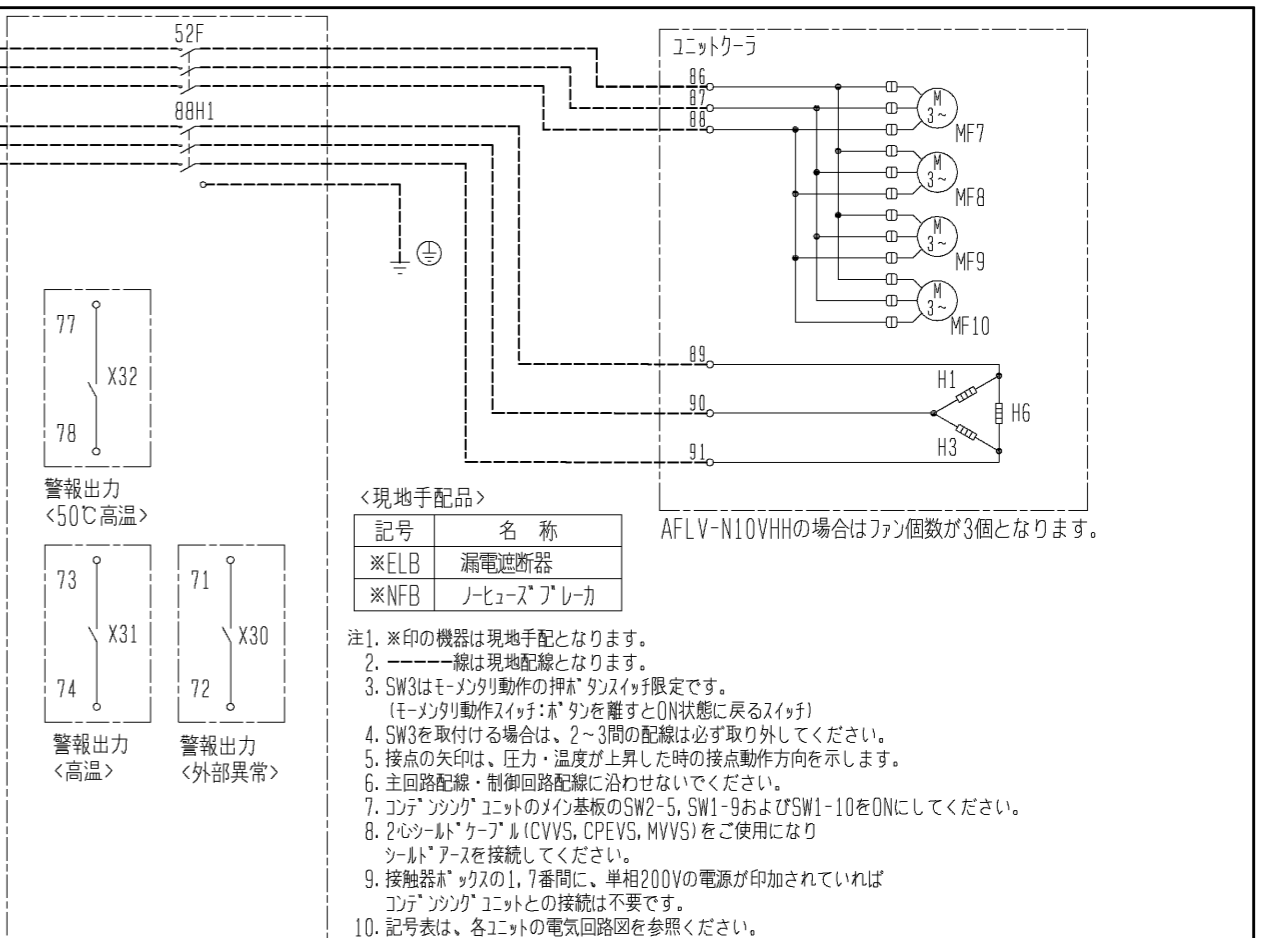 52F
88H1
ユニットクーラ
86
87
88
M
3~
MF7
M
3~
MF8
M
3~
MF9
M
3~
MF10
89
90
91
H1
H6
H3
AFLV-N10VHHの場合はファン個数が3個となります。
77
X32
78
警報出力
<50℃高温>
73
X31
74
警報出力
<高温>
71
X30
72
警報出力
<外部異常>
<現地手配品>
記号 名 称
※ELB 漏電遮断器
※NFB ノーヒューズブレーカ
注1. ※印の機器は現地手配となります。
2. -----線は現地配線となります。
3. SW3はモーメンタリ動作の押ボタンスイッチ限定です。
(モーメンタリ動作スイッチ:ボタンを離すとON状態に戻るスイッチ)
4. SW3を取付ける場合は、2~3間の配線は必ず取り外してください。
5. 接点の矢印は、圧力・温度が上昇した時の接点動作方向を示します。
6. 主回路配線・制御回路配線に沿わせないでください。
7. コンデンシングユニットのメイン基板のSW2-5, SW1-9およびSW1-10をONにしてください。
8. 2心シールドケーブル(CVVS, CPEVS, MVVS)をご使用になり
シールドアースを接続してください。
9. 接触器ボックスの1, 7番間に、単相200Vの電源が印加されていれば
コンデンシングユニットとの接続は不要です。
10. 記号表は、各ユニットの電気回路図を参照ください。